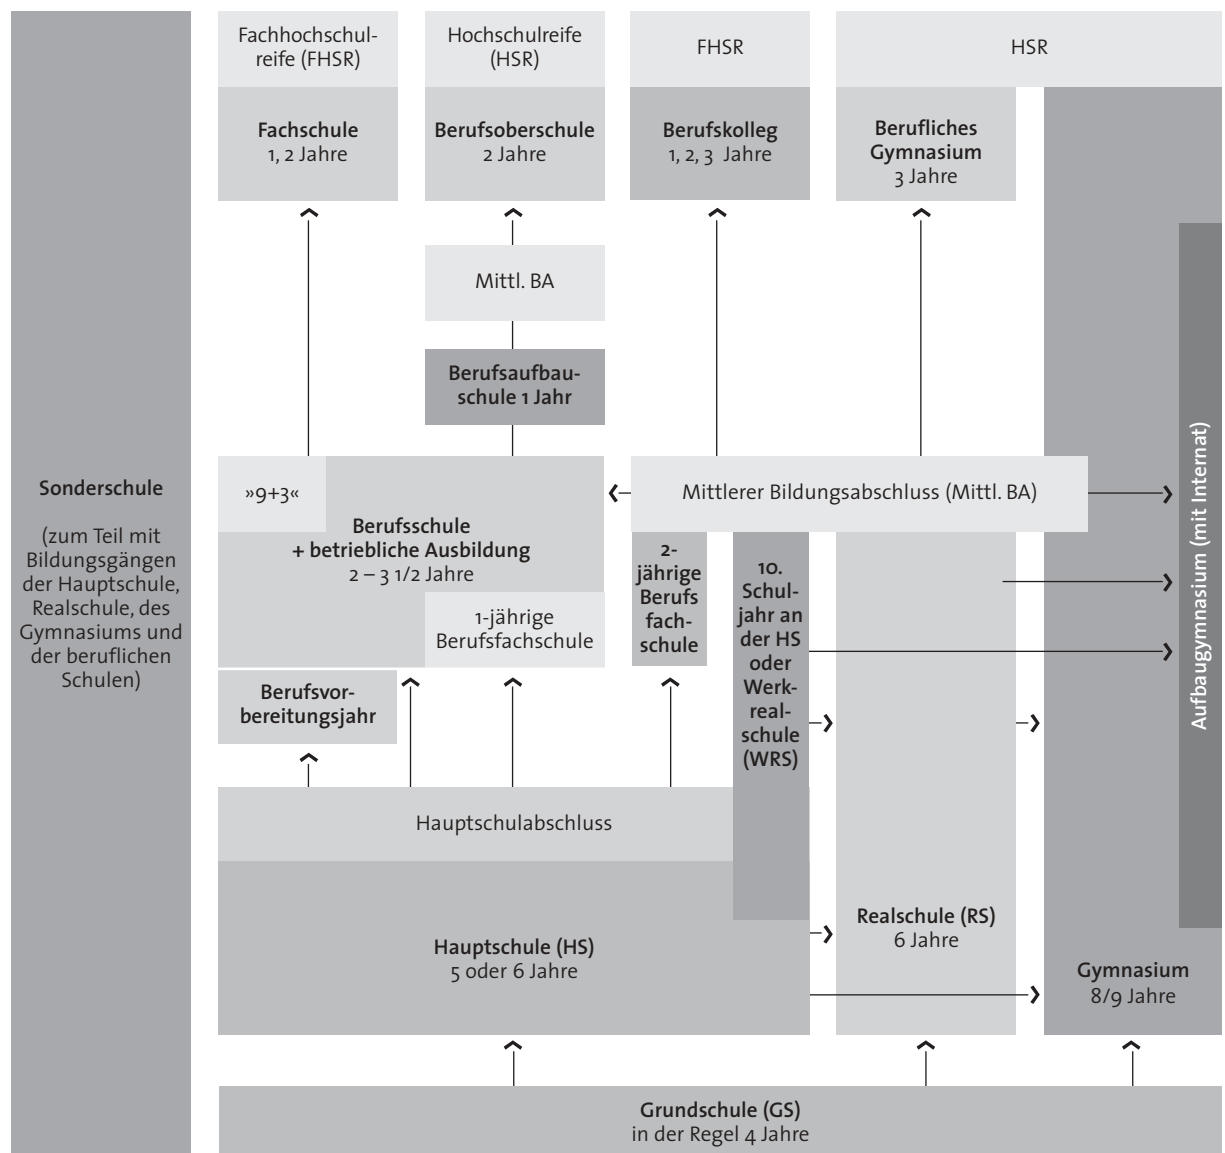 Fachhochschul-
reife (FHSR)
Hochschulreife
(HSR)
FHSR
HSR
Fachschule
1, 2 Jahre
Berufsoberschule
2 Jahre
Berufskolleg
1, 2, 3 Jahre
Berufliches
Gymnasium
3 Jahre
Mittl. BA
Berufsaufbau-
schule 1 Jahr
Sonderschule
(zum Teil mit
Bildungsgängen
der Hauptschule,
Realschule, des
Gymnasiums und
der beruflichen
Schulen)
»9+3«
Berufsschule
+ betriebliche Ausbildung
2 – 3 1/2 Jahre
1-jährige
Berufsfachschule
Mittlerer Bildungsabschluss (Mittl. BA)
2-
jährige
Berufs
fach-
schule
10.
Schul-
jahr an
der HS
oder
Werk-
real-
schule
(WRS)
Aufbaugymnasium (mit Internat)
Berufsvor-
bereitungsjahr
Hauptschulabschluss
Hauptschule (HS)
5 oder 6 Jahre
Realschule (RS)
6 Jahre
Gymnasium
8/9 Jahre
Grundschule (GS)
in der Regel 4 Jahre